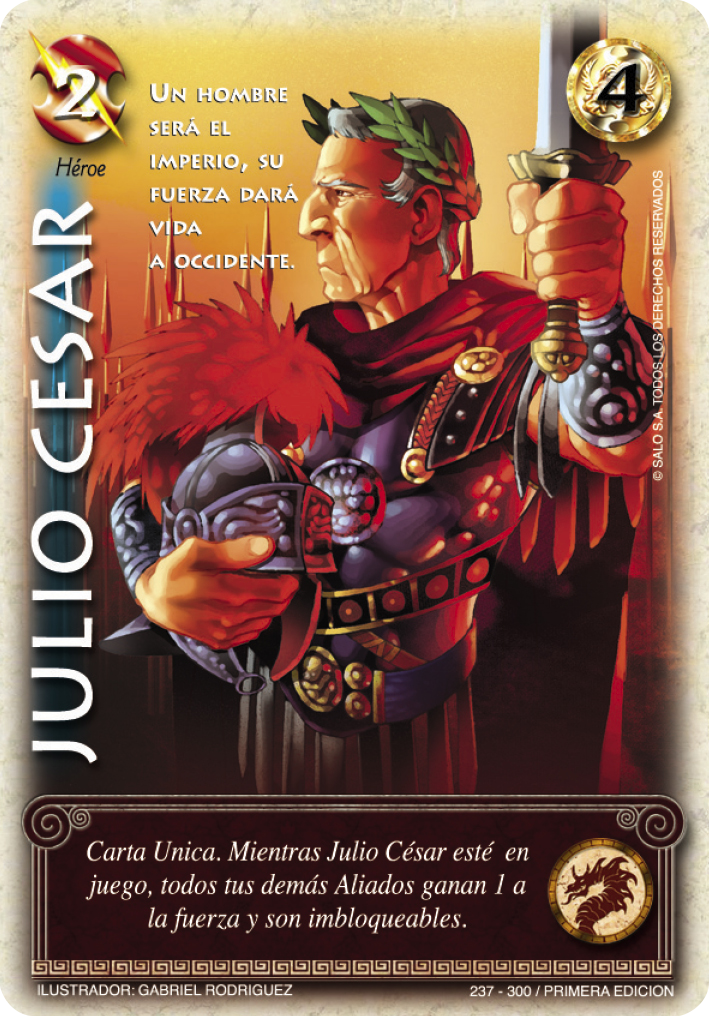 2
4
Héroe
UN HOMBRE
SERÁ EL
IMPERIO, SU
FUERZA DARÁ
VIDA
A OCCIDENTE.
JULIO CESAR
© SALO S.A. TODOS LOS DERECHOS RESERVADOS
Carta Unica. Mientras Julio César esté en
juego, todos tus demás Aliados ganan 1 a
la fuerza y son imbloqueables.
ILUSTRADOR: GABRIEL RODRIGUEZ
237 - 300 / PRIMERA EDICION